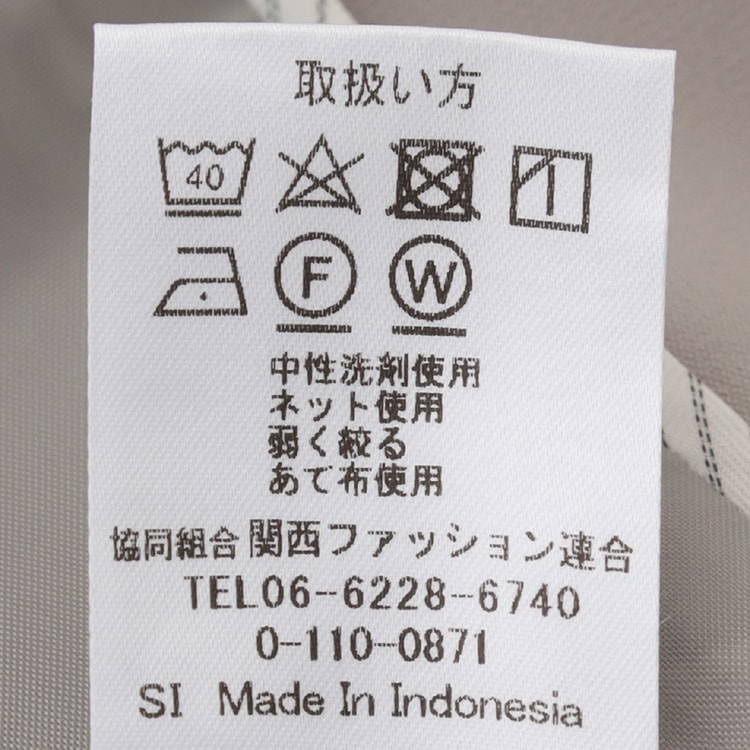 取扱い方
40
F W
中性洗剤使用
ネット使用
弱く絞る
あて布使用
協同組合 関西ファッション連合
TEL06-6228-6740
0-110-0871
SI Made In Indonesia